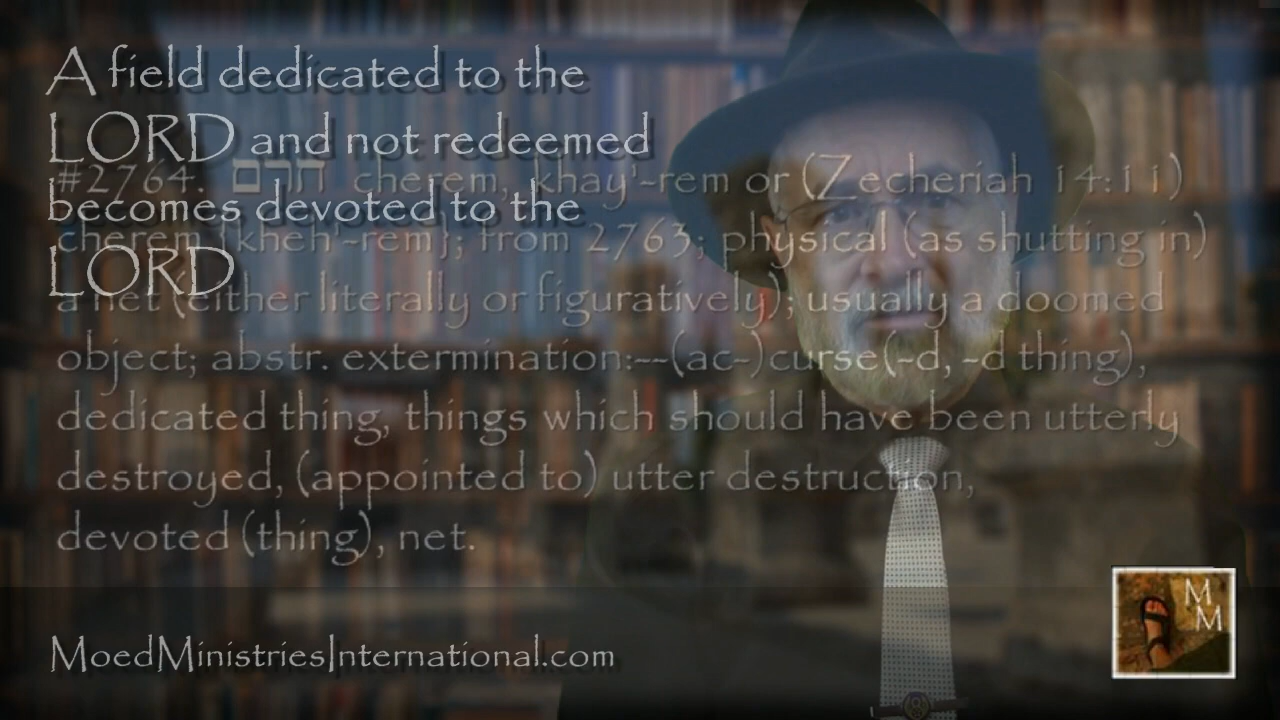 A field dedicated to the
LORD and not redeemed
becomes devoted to the
LORD
#2764. חרם cherem, khay'-rem or (Zecheriah 14:11)
cherem {kheh'-rem}; from 2763; physical (as shutting in)
a net (either literally or figuratively); usually a doomed
object; abstr. extermination:--(ac-)curse(-d, -d thing),
dedicated thing, things which should have been utterly
destroyed, (appointed to) utter destruction,
devoted (thing), net.
MoedMinistriesInternational.com
M
M